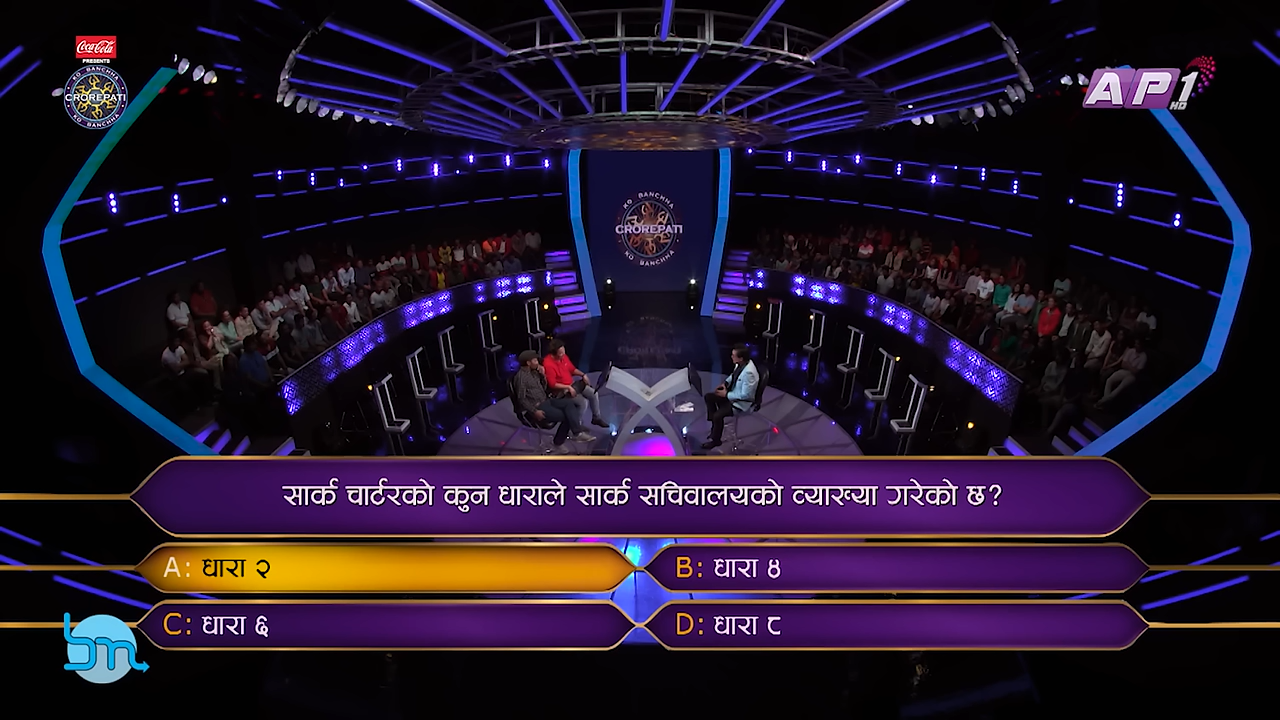 Coca-Cola
PRESENTS
KO BANCHHA
CROREPATI
KO BANCHHA
AP1
HD
KO BANCHHA
CROREPATI
KO BANCHHA
सार्क चार्टरको कुन धाराले सार्क सचिवालयको व्याख्या गरेको छ?
A: धारा २
B: धारा ४
C: धारा ६
D: धारा ८
bm